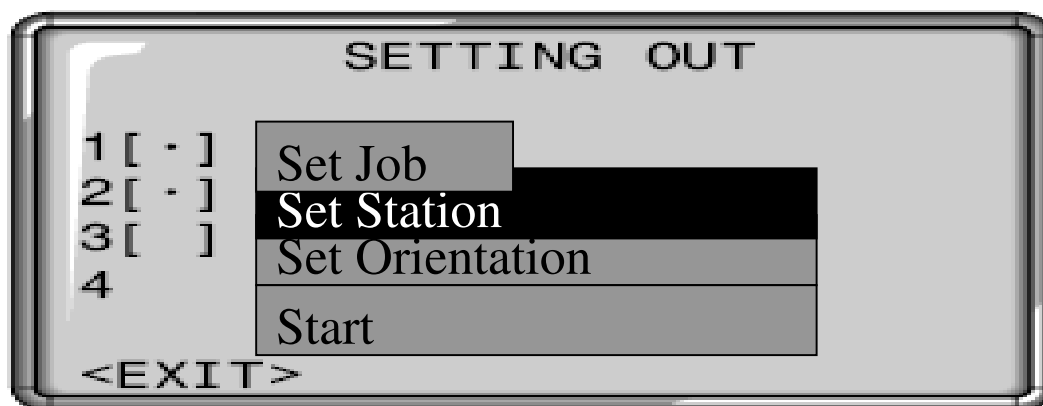 SETTING OUT
1[·] Set Job
2[·] Set Station
3[ ] Set Orientation
4 Start
<EXIT>